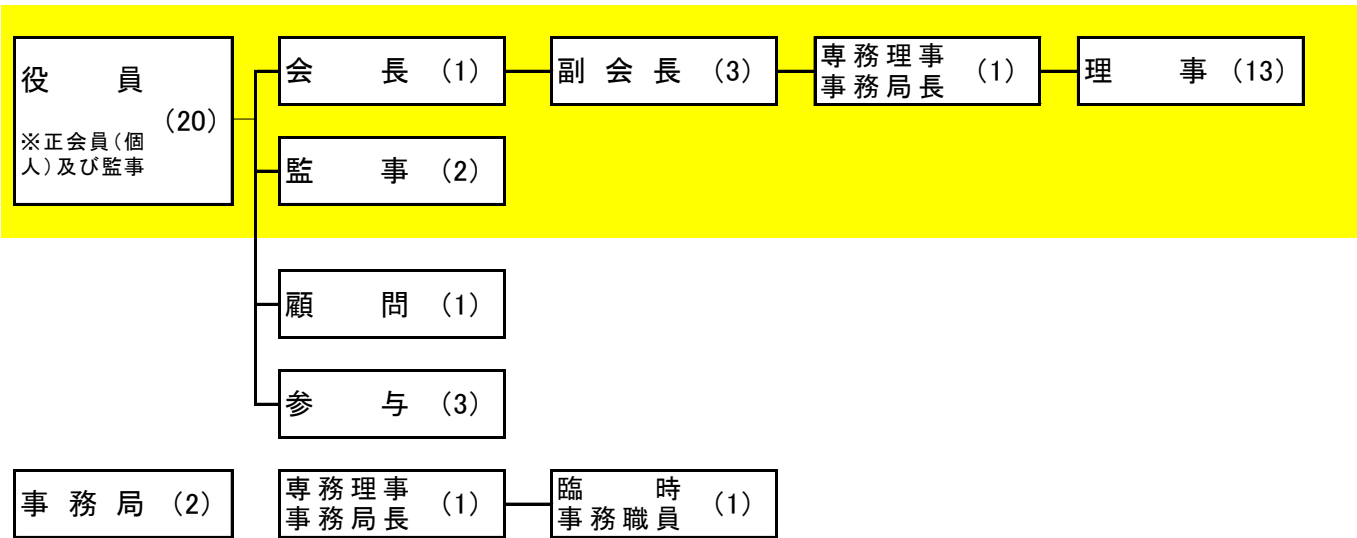 役員 (20)
※正会員(個
人)及び監事
会長 (1)
副会長 (3)
専務理事
事務局長 (1)
理事 (13)
監事 (2)
顧問 (1)
参与 (3)
事務局 (2)
専務理事
事務局長 (1)
臨時
事務職員 (1)